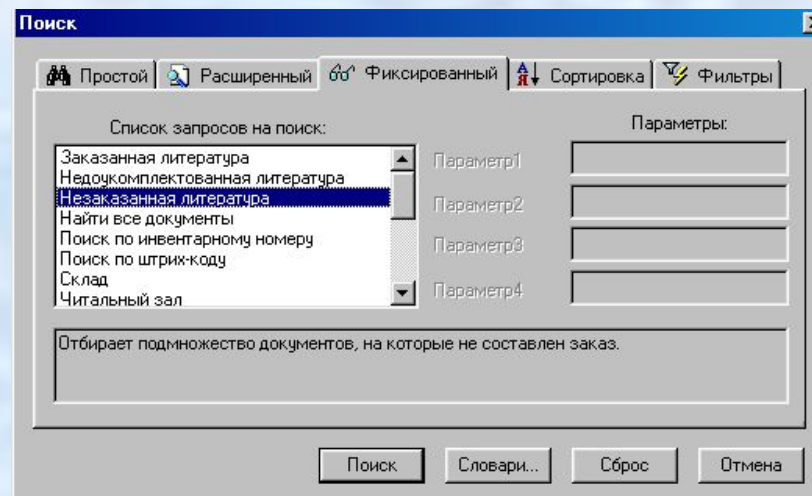 Поиск
Простой Расширенный Фиксированный Сортировка Фильтры
Список запросов на поиск:
Параметры:
Заказанная литература
Недоукомплектованная литература
Незаказанная литература
Найти все документы
Поиск по инвентарному номеру
Поиск по штрих-коду
Склад
Читальный зал
Параметр1
Параметр2
Параметр3
Параметр4
Отбирает подмножество документов, на которые не составлен заказ.
Поиск Словари... Сброс Отмена